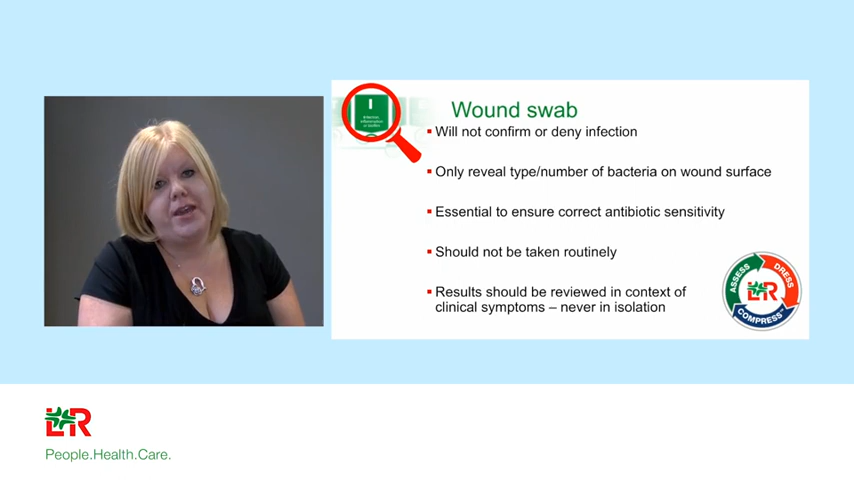 I
Wound swab
Will not confirm or deny infection
Only reveal type/number of bacteria on wound surface
Essential to ensure correct antibiotic sensitivity
Should not be taken routinely
Results should be reviewed in context of
clinical symptoms – never in isolation
ASSESS
DRESS
COMPRESS™
L&R
L&R
People.Health.Care.